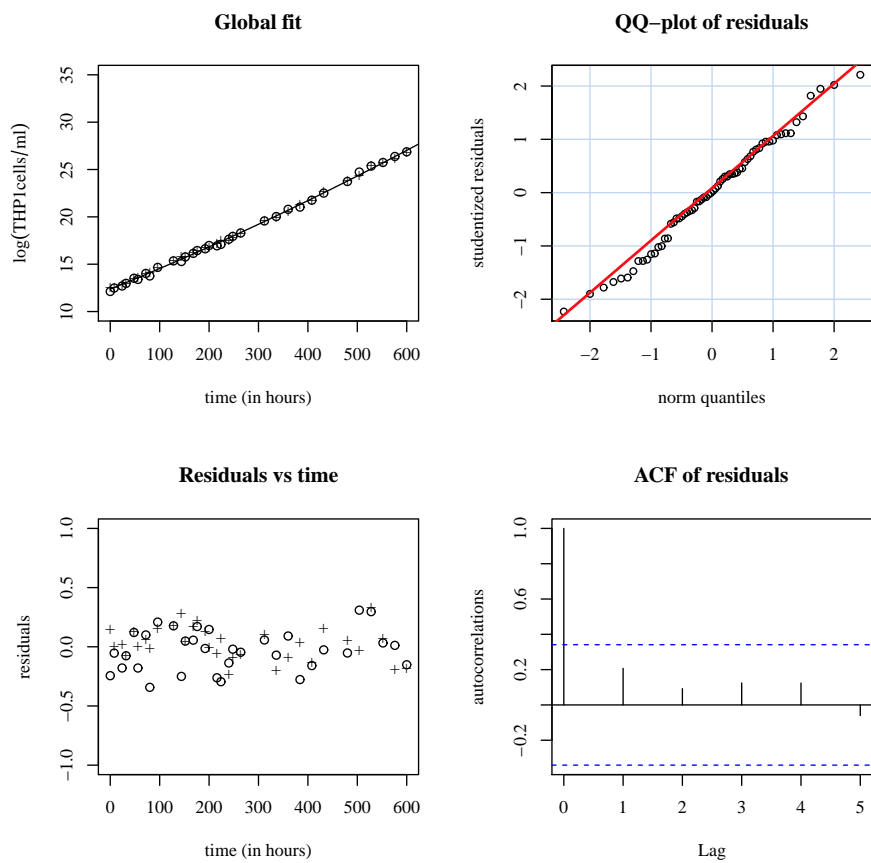 Global fit
log(THP1cells/ml)
35
30
25
20
15
10
0 100 200 300 400 500 600
time (in hours)
QQ−plot of residuals
studentized residuals
2
1
0
−1
−2
−2 −1 0 1 2
norm quantiles
Residuals vs time
residuals
1.0
0.5
0.0
−0.5
−1.0
0 100 200 300 400 500 600
time (in hours)
ACF of residuals
autocorrelations
1.0
0.6
0.2
−0.2
0 1 2 3 4 5
Lag